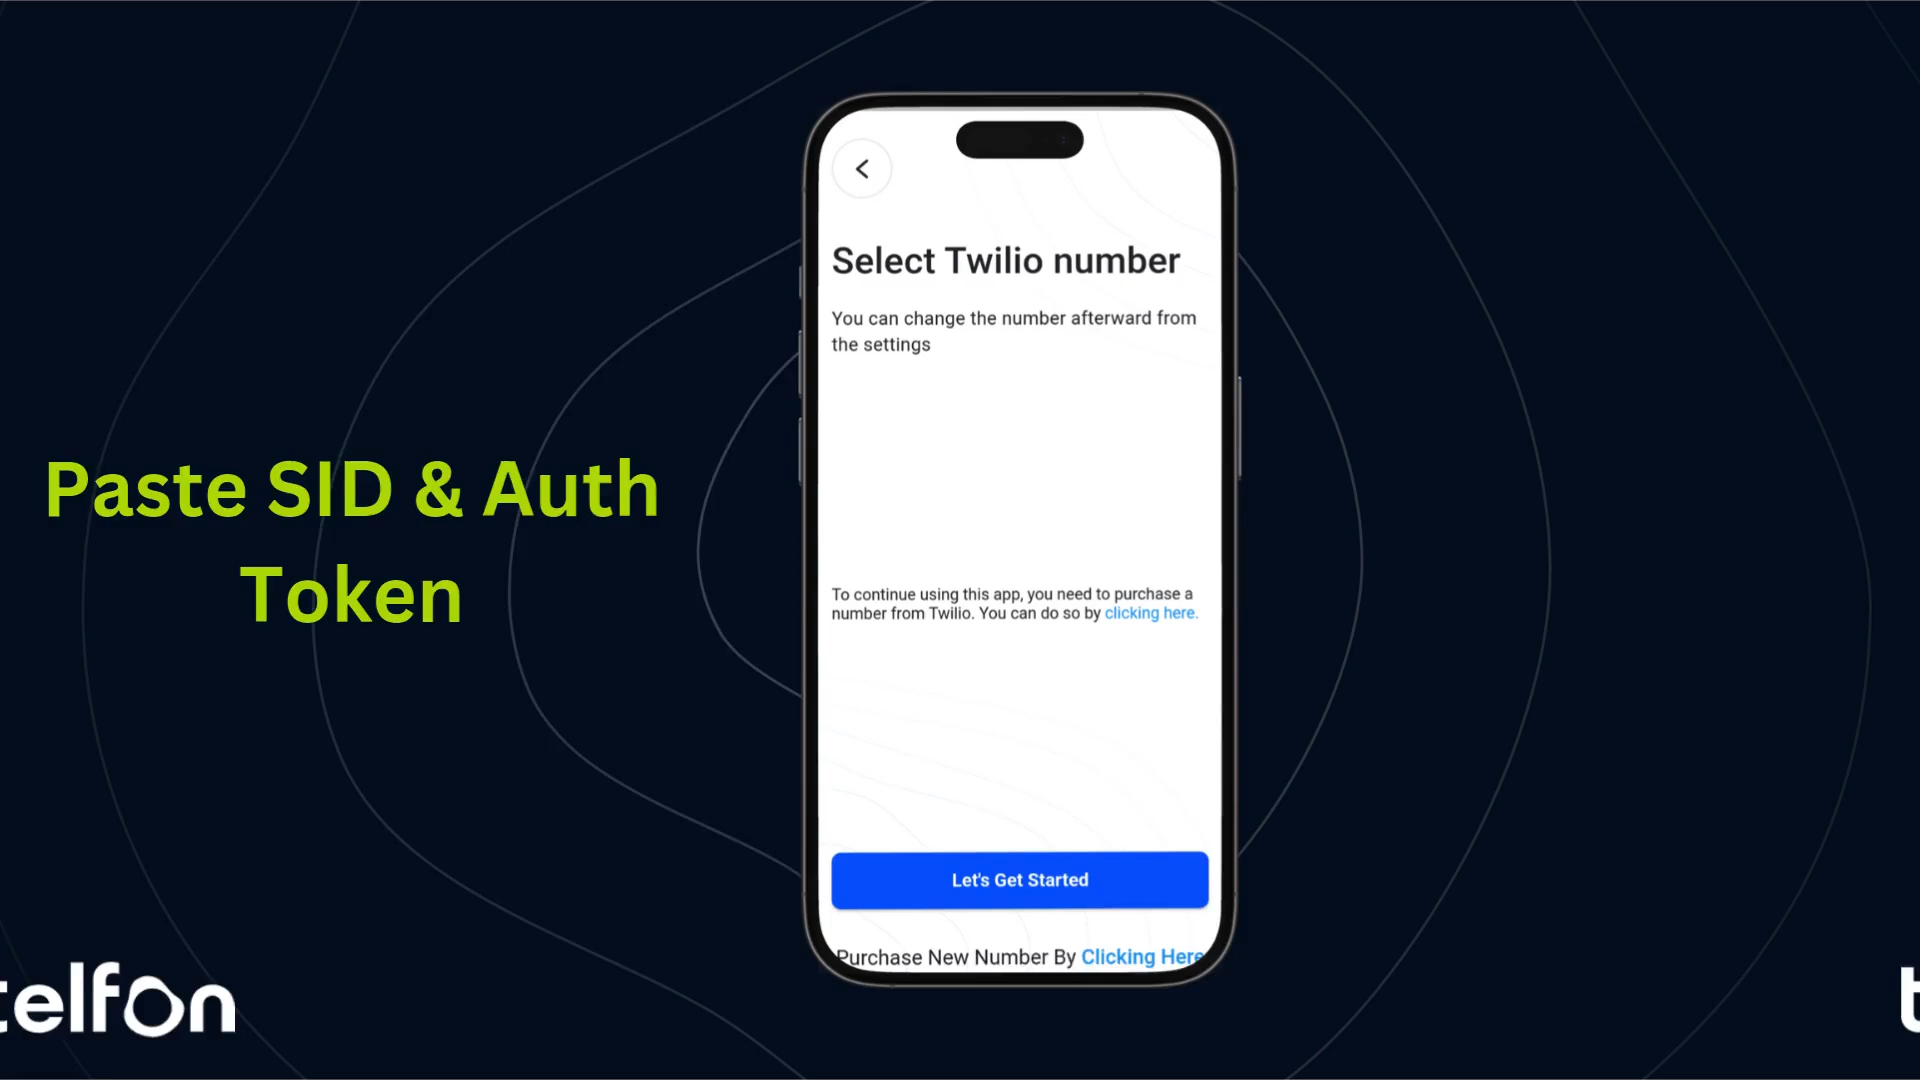 Paste SID & Auth
Token
Select Twilio number
You can change the number afterward from
the settings
To continue using this app, you need to purchase a
number from Twilio. You can do so by clicking here.
Let's Get Started
Purchase New Number By Clicking Here
telfon
t